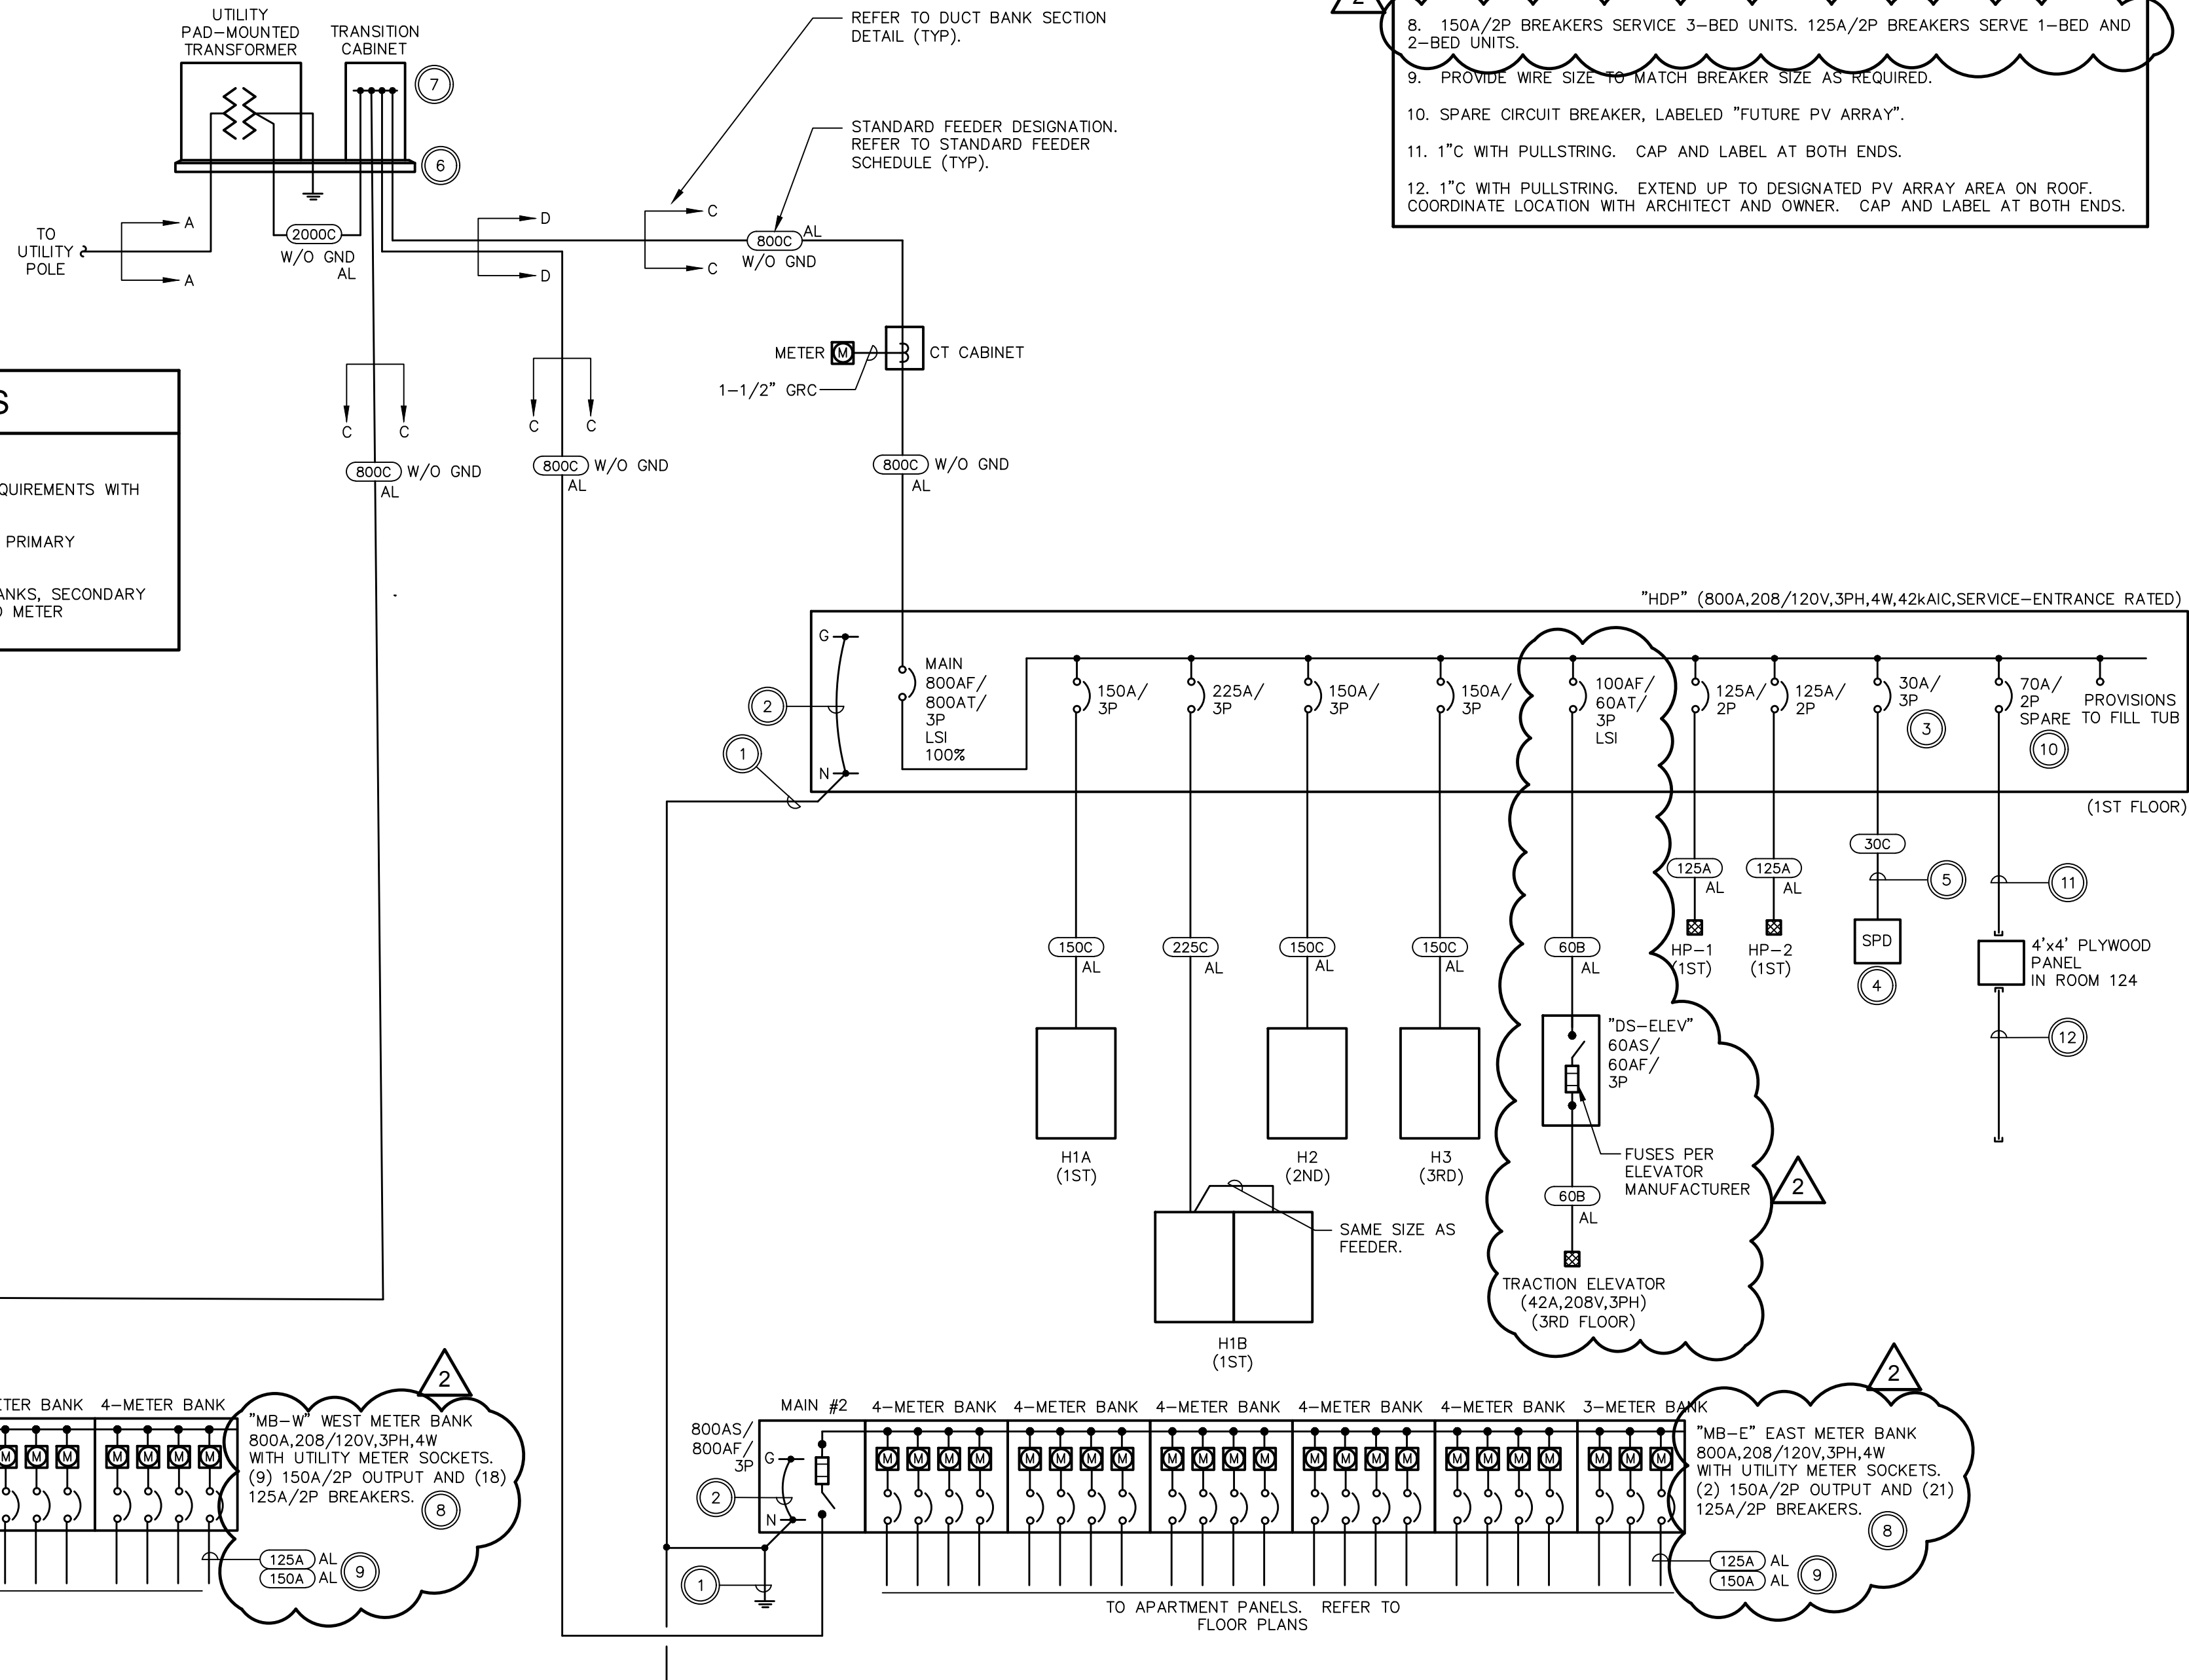 UTILITY
PAD-MOUNTED
TRANSFORMER
TRANSITION
CABINET
7
6
REFER TO DUCT BANK SECTION
DETAIL (TYP).
STANDARD FEEDER DESIGNATION.
REFER TO STANDARD FEEDER
SCHEDULE (TYP).
2
8. 150A/2P BREAKERS SERVICE 3-BED UNITS. 125A/2P BREAKERS SERVE 1-BED AND
2-BED UNITS.
9. PROVIDE WIRE SIZE TO MATCH BREAKER SIZE AS REQUIRED.
10. SPARE CIRCUIT BREAKER, LABELED "FUTURE PV ARRAY".
11. 1"C WITH PULLSTRING. CAP AND LABEL AT BOTH ENDS.
12. 1"C WITH PULLSTRING. EXTEND UP TO DESIGNATED PV ARRAY AREA ON ROOF.
COORDINATE LOCATION WITH ARCHITECT AND OWNER. CAP AND LABEL AT BOTH ENDS.
TO
UTILITY
POLE
A
A
2000C
W/O GND
AL
D
D
C
C
800C
AL
W/O GND
METER
M
CT CABINET
1-1/2" GRC
C
C
C
C
800C
W/O GND
AL
800C
W/O GND
AL
800C
W/O GND
AL
S
QUIREMENTS WITH
PRIMARY
ANKS, SECONDARY
O METER
"HDP" (800A,208/120V,3PH,4W,42kAIC,SERVICE-ENTRANCE RATED)
G
N
2
1
MAIN
800AF/
800AT/
3P
LSI
100%
150A/
3P
225A/
3P
150A/
3P
150A/
3P
100AF/
60AT/
3P
LSI
125A/
2P
125A/
2P
30A/
3P
3
70A/
2P
SPARE
10
PROVISIONS
TO FILL TUB
(1ST FLOOR)
150C
AL
225C
AL
150C
AL
150C
AL
60B
AL
125A
AL
125A
AL
30C
5
11
HP-1
(1ST)
HP-2
(1ST)
SPD
4
4'x4' PLYWOOD
PANEL
IN ROOM 124
12
"DS-ELEV"
60AS/
60AF/
3P
FUSES PER
ELEVATOR
MANUFACTURER
2
60B
AL
TRACTION ELEVATOR
(42A,208V,3PH)
(3RD FLOOR)
H1A
(1ST)
H2
(2ND)
H3
(3RD)
SAME SIZE AS
FEEDER.
H1B
(1ST)
ETER BANK
4-METER BANK
M M M M M M M
2
"MB-W" WEST METER BANK
800A,208/120V,3PH,4W
WITH UTILITY METER SOCKETS.
(9) 150A/2P OUTPUT AND (18)
125A/2P BREAKERS.
8
125A AL
150A AL
9
MAIN #2
800AS/
800AF/
3P
G
N
2
1
4-METER BANK
4-METER BANK
4-METER BANK
4-METER BANK
4-METER BANK
3-METER BANK
M M M M M M M M M M M M M M M M M M M M M M M
TO APARTMENT PANELS. REFER TO
FLOOR PLANS
2
"MB-E" EAST METER BANK
800A,208/120V,3PH,4W
WITH UTILITY METER SOCKETS.
(2) 150A/2P OUTPUT AND (21)
125A/2P BREAKERS.
8
125A AL
150A AL
9